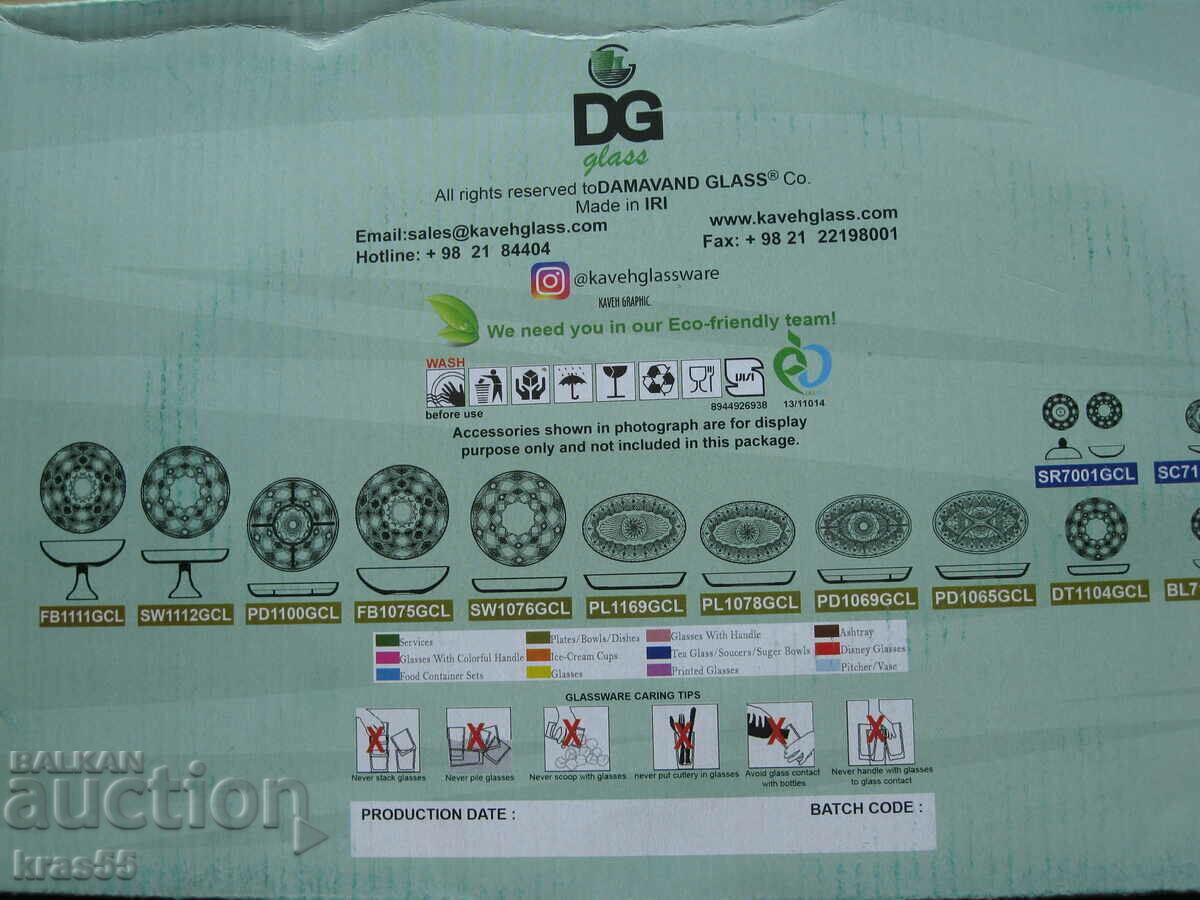 DG
glass
All rights reserved toDAMAVAND GLASS® Co.
Made in IRI
Email:sales@kavehglass.com
www.kavehglass.com
Hotline: + 98 21 84404
Fax: + 98 21 22198001
@kavehglassware
KAVEH GRAPHIC
We need you in our Eco-friendly team!
WASH
before use
8944926938
13/11014
Accessories shown in photograph are for display
purpose only and not included in this package.
SR7001GCL
SC71
FB1111GCL
SW1112GCL
PD1100GCL
FB1075GCL
SW1076GCL
PL1169GCL
PL1078GCL
PD1069GCL
PD1065GCL
DT1104GCL
BL7
Services
Plates/Bowls/Dishes
Glasses With Handle
Ashtray
Glasses With Colorful Handle
Ice-Cream Cups
Tea Glass/Soucers/Suger Bowls
Disney Glasses
Food Container Sets
Glasses
Printed Glasses
Pitcher/Vase
GLASSWARE CARING TIPS
Never stack glasses
Never pile glasses
Never scoop with glasses
never put cutlery in glasses
Avoid glass contact
with bottles
Never handle with glasses
to glass contact
PRODUCTION DATE :
BATCH CODE :
BALKAN
auction
kras55